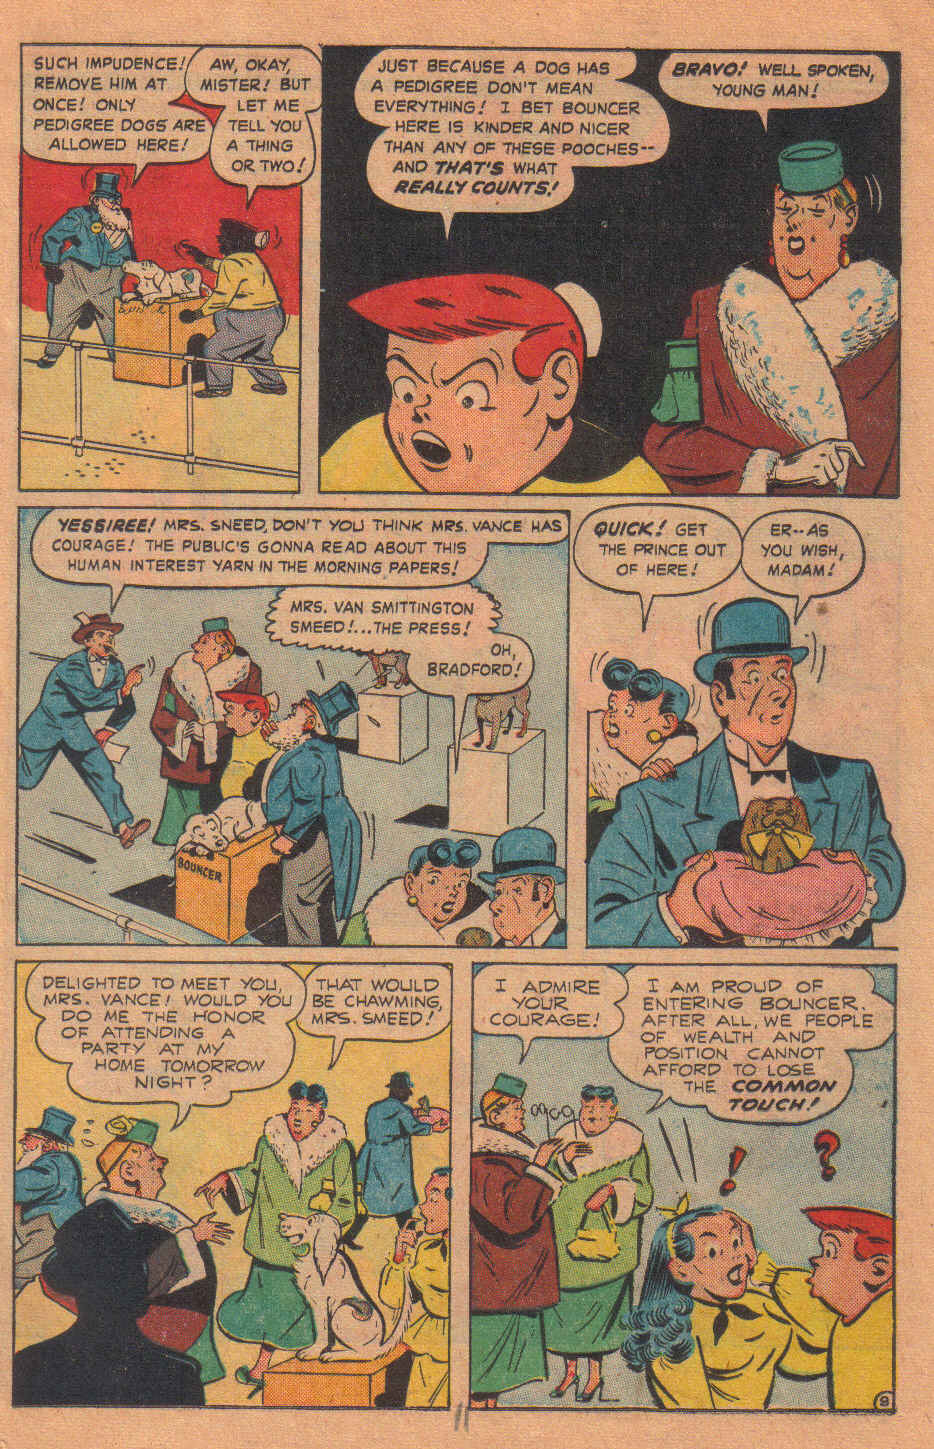 SUCH IMPUDENCE!
REMOVE HIM AT
ONCE! ONLY
PEDIGREE DOGS ARE
ALLOWED HERE!
AW, OKAY,
MISTER! BUT
LET ME
TELL YOU
A THING
OR TWO!
JUST BECAUSE A DOG HAS
A PEDIGREE DON'T MEAN
EVERYTHING! I BET BOUNCER
HERE IS KINDER AND NICER
THAN ANY OF THESE POOCHES--
AND THAT'S WHAT
REALLY COUNTS!
BRAVO! WELL SPOKEN,
YOUNG MAN!
YESSIREE! MRS. SNEED, DON'T YOU THINK MRS. VANCE HAS
COURAGE! THE PUBLIC'S GONNA READ ABOUT THIS
HUMAN INTEREST YARN IN THE MORNING PAPERS!
MRS. VAN SMITTINGTON
SMEED!...THE PRESS!
OH,
BRADFORD!
BOUNCER
QUICK! GET
THE PRINCE OUT
OF HERE!
ER--AS
YOU WISH,
MADAM!
DELIGHTED TO MEET YOU,
MRS. VANCE! WOULD YOU
DO ME THE HONOR
OF ATTENDING A
PARTY AT MY
HOME TOMORROW
NIGHT?
THAT WOULD
BE CHAWMING,
MRS. SMEED!
I ADMIRE
YOUR
COURAGE!
I AM PROUD OF
ENTERING BOUNCER.
AFTER ALL, WE PEOPLE
OF WEALTH AND
POSITION CANNOT
AFFORD TO LOSE
THE COMMON
TOUCH!
! ?
8
11